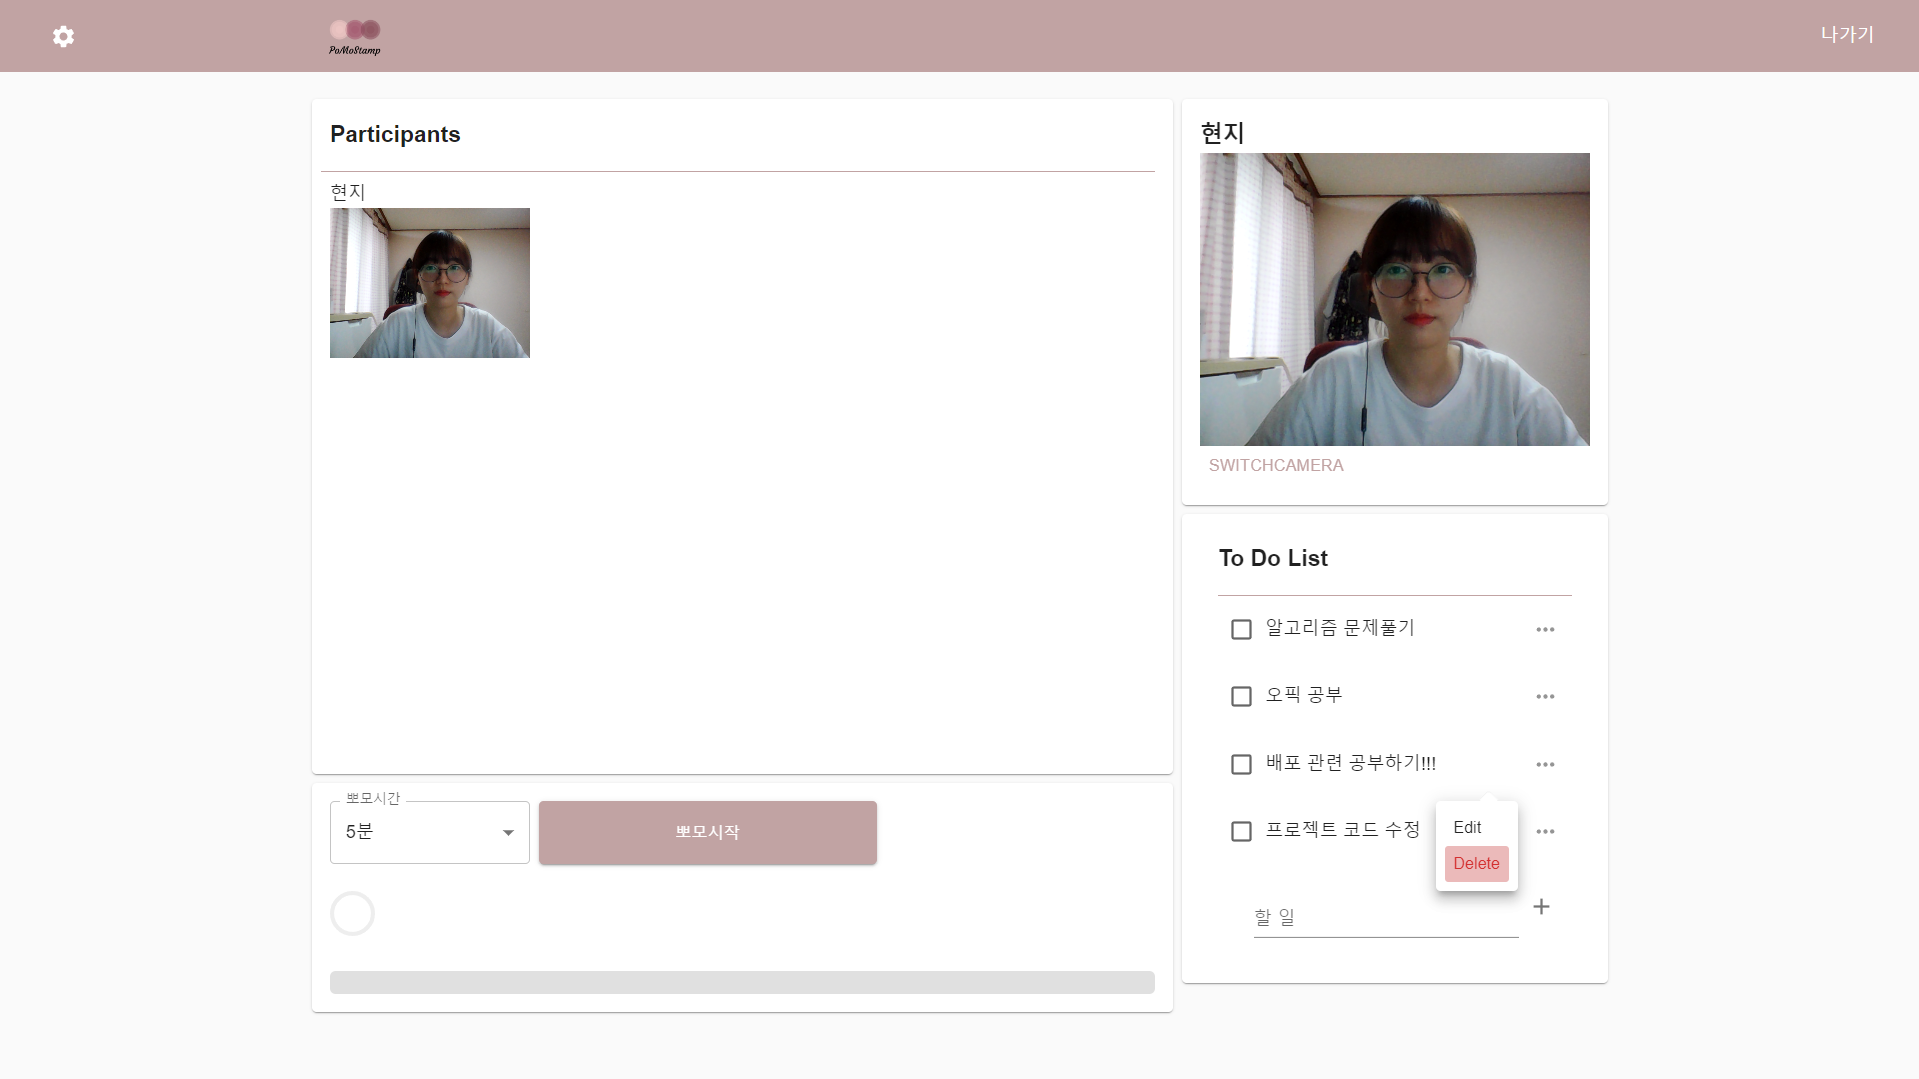 PoMoStamp
나가기
Participants
현지
뽀모시간
5분
뽀모시작
현지
SWITCHCAMERA
To Do List
알고리즘 문제풀기
오픽 공부
배포 관련 공부하기!!!
프로젝트 코드 수정
Edit
Delete
할 일